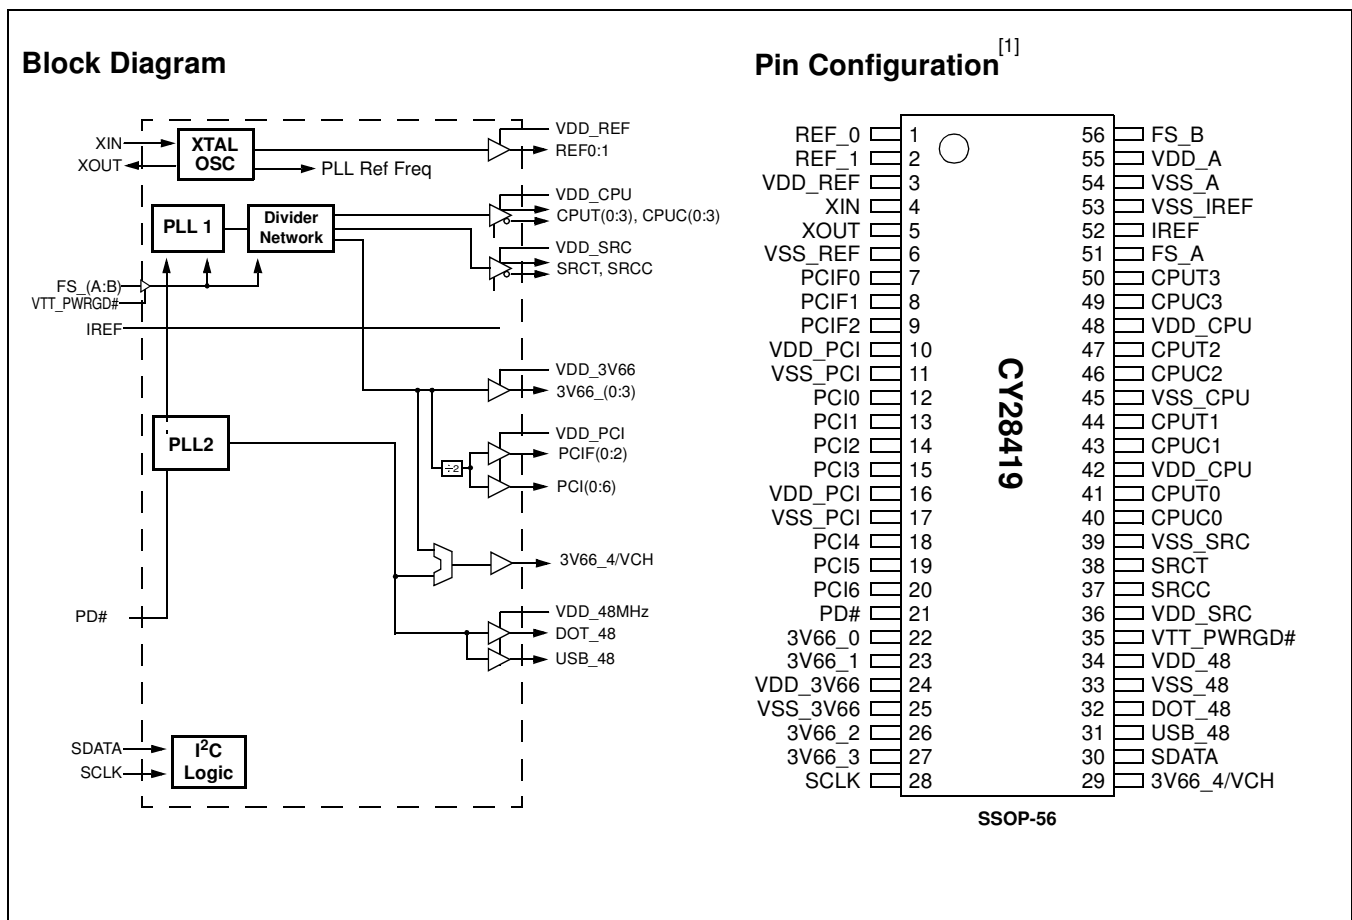 Block Diagram
XIN
XOUT
XTAL
OSC
VDD_REF
REF0:1
PLL Ref Freq
PLL 1
Divider
Network
VDD_CPU
CPUT(0:3), CPUC(0:3)
VDD_SRC
SRCT, SRCC
FS_(A:B)
VTT_PWRGD#
IREF
VDD_3V66
3V66_(0:3)
PLL2
VDD_PCI
PCIF(0:2)
÷2
PCI(0:6)
3V66_4/VCH
PD#
VDD_48MHz
DOT_48
USB_48
SDATA
SCLK
I2C
Logic
Pin Configuration[1]
REF_0 1 56 FS_B
REF_1 2 55 VDD_A
VDD_REF 3 54 VSS_A
XIN 4 53 VSS_IREF
XOUT 5 52 IREF
VSS_REF 6 51 FS_A
PCIF0 7 50 CPUT3
PCIF1 8 49 CPUC3
PCIF2 9 48 VDD_CPU
VDD_PCI 10 47 CPUT2
VSS_PCI 11 46 CPUC2
PCI0 12 45 VSS_CPU
PCI1 13 44 CPUT1
PCI2 14 43 CPUC1
PCI3 15 42 VDD_CPU
VDD_PCI 16 41 CPUT0
VSS_PCI 17 40 CPUC0
PCI4 18 39 VSS_SRC
PCI5 19 38 SRCT
PCI6 20 37 SRCC
PD# 21 36 VDD_SRC
3V66_0 22 35 VTT_PWRGD#
3V66_1 23 34 VDD_48
VDD_3V66 24 33 VSS_48
VSS_3V66 25 32 DOT_48
3V66_2 26 31 USB_48
3V66_3 27 30 SDATA
SCLK 28 29 3V66_4/VCH
CY28419
SSOP-56